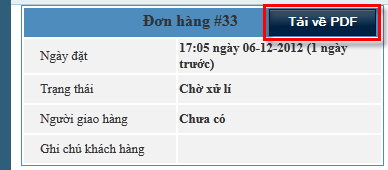 Đơn hàng #33 Tải về PDF
Ngày đặt 17:05 ngày 06-12-2012 (1 ngày
trước)
Trạng thái Chờ xử lí
Người giao hàng Chưa có
Ghi chú khách hàng